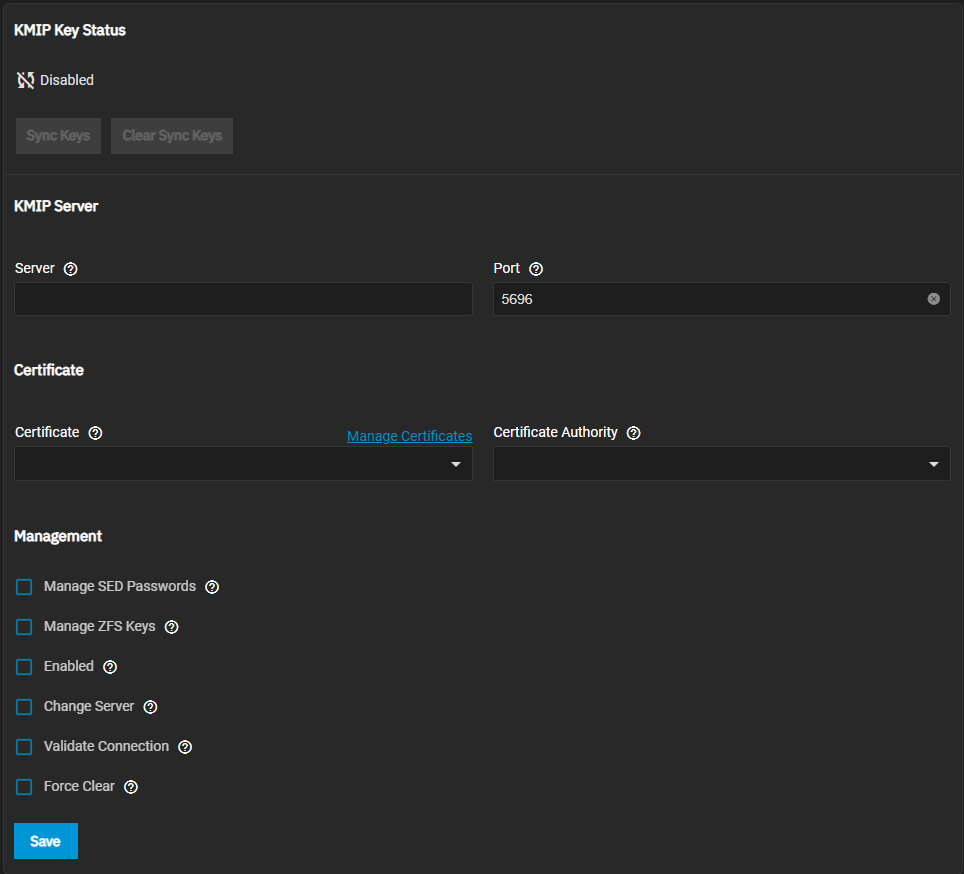 KMIP Key Status
Disabled
Sync Keys Clear Sync Keys
KMIP Server
Server Port
5696
Certificate
Certificate Manage Certificates Certificate Authority
Management
Manage SED Passwords
Manage ZFS Keys
Enabled
Change Server
Validate Connection
Force Clear
Save